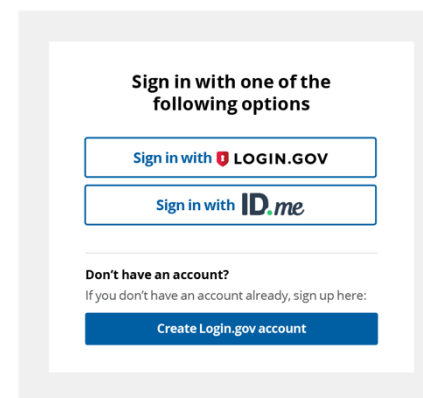 Sign in with one of the
following options
Sign in with LOGIN.GOV
Sign in with ID.me
Don't have an account?
If you don't have an account already, sign up here:
Create Login.gov account